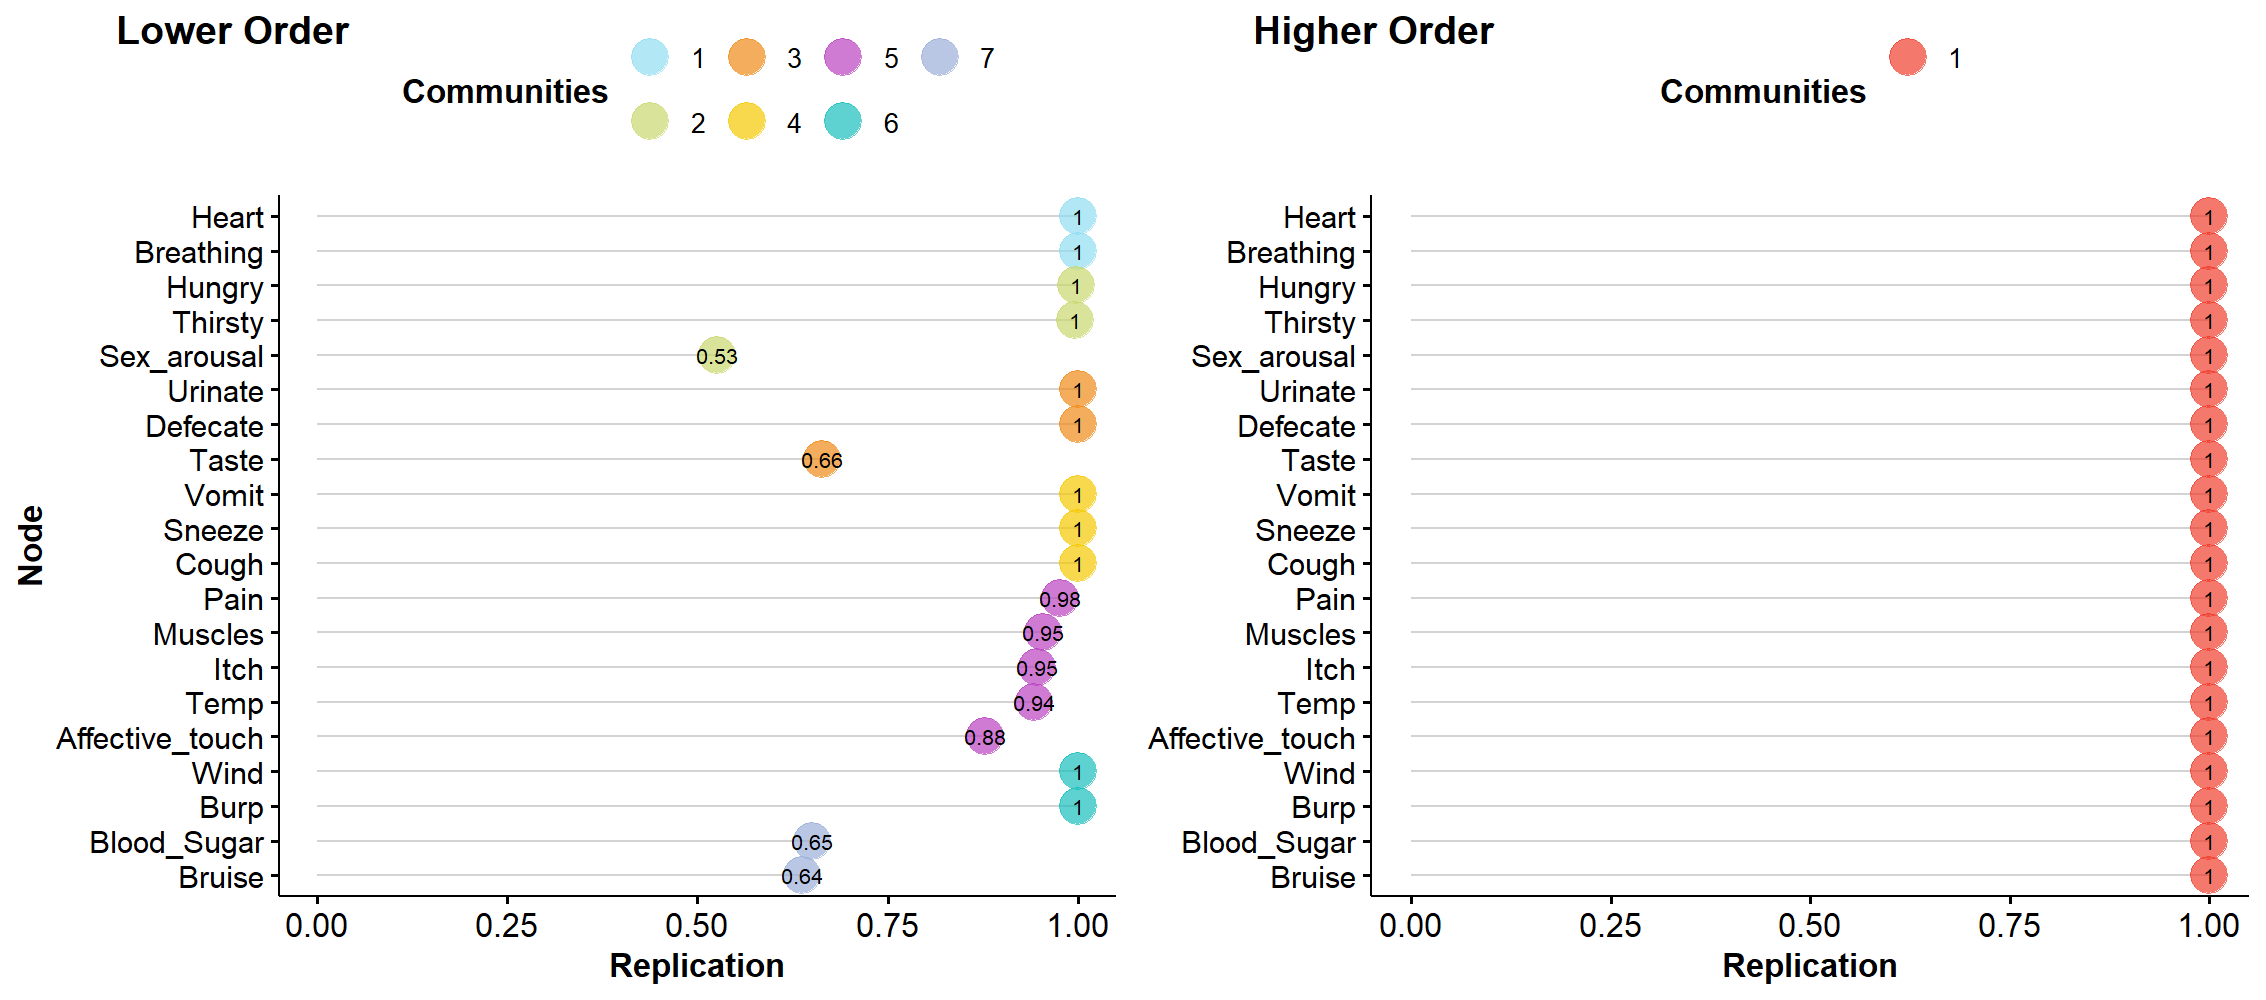 Lower Order
Communities
1 3 5 7
2 4 6
Node
Heart 1
Breathing 1
Hungry 1
Thirsty 1
Sex_arousal 0.53
Urinate 1
Defecate 1
Taste 0.66
Vomit 1
Sneeze 1
Cough 1
Pain 0.98
Muscles 0.95
Itch 0.95
Temp 0.94
Affective_touch 0.88
Wind 1
Burp 1
Blood_Sugar 0.65
Bruise 0.64
0.00 0.25 0.50 0.75 1.00
Replication
Higher Order
Communities
1
Heart 1
Breathing 1
Hungry 1
Thirsty 1
Sex_arousal 1
Urinate 1
Defecate 1
Taste 1
Vomit 1
Sneeze 1
Cough 1
Pain 1
Muscles 1
Itch 1
Temp 1
Affective_touch 1
Wind 1
Burp 1
Blood_Sugar 1
Bruise 1
0.00 0.25 0.50 0.75 1.00
Replication